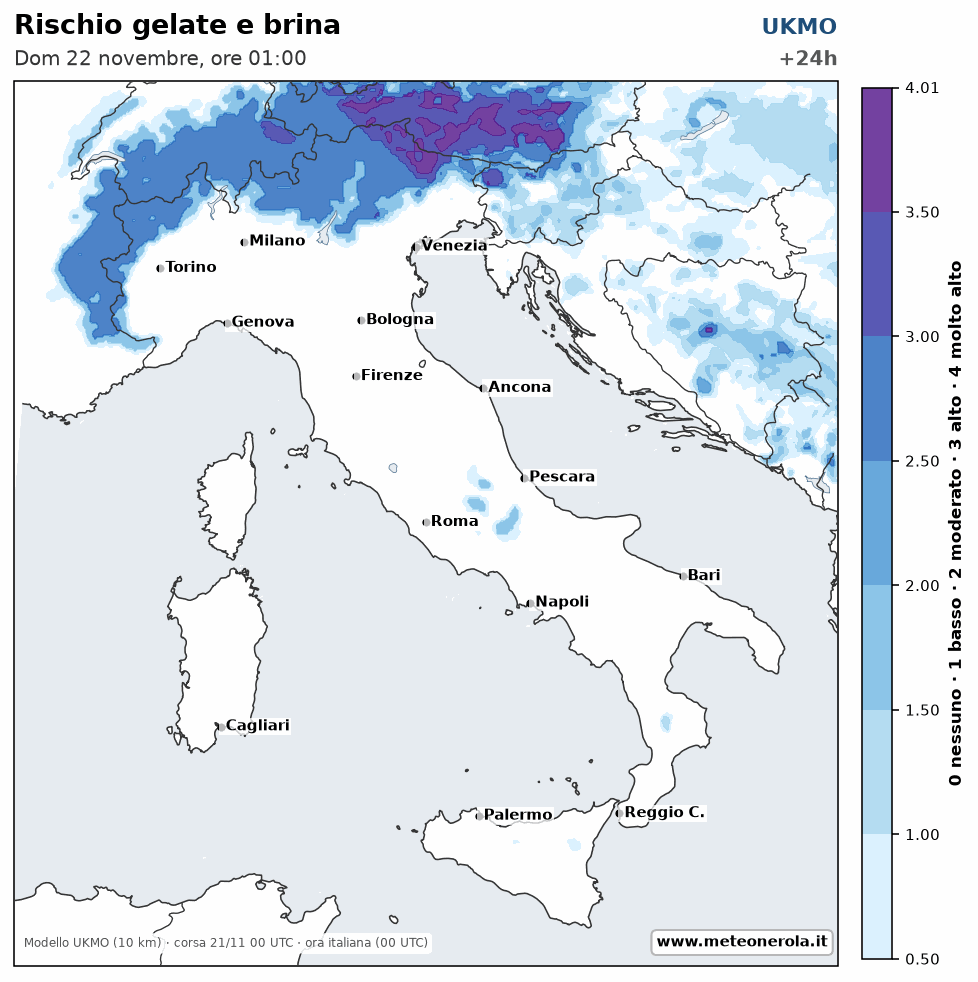 Rischio gelate e brina
UKMO
Dom 22 novembre, ore 01:00
+24h
4.01
3.50
3.00
2.50
2.00
1.50
1.00
0.50
0 nessuno · 1 basso · 2 moderato · 3 alto · 4 molto alto
Milano
Venezia
Torino
Genova
Bologna
Firenze
Ancona
Pescara
Roma
Bari
Napoli
Cagliari
Palermo
Reggio C.
Modello UKMO (10 km) · corsa 21/11 00 UTC · ora italiana (00 UTC)
www.meteonerola.it